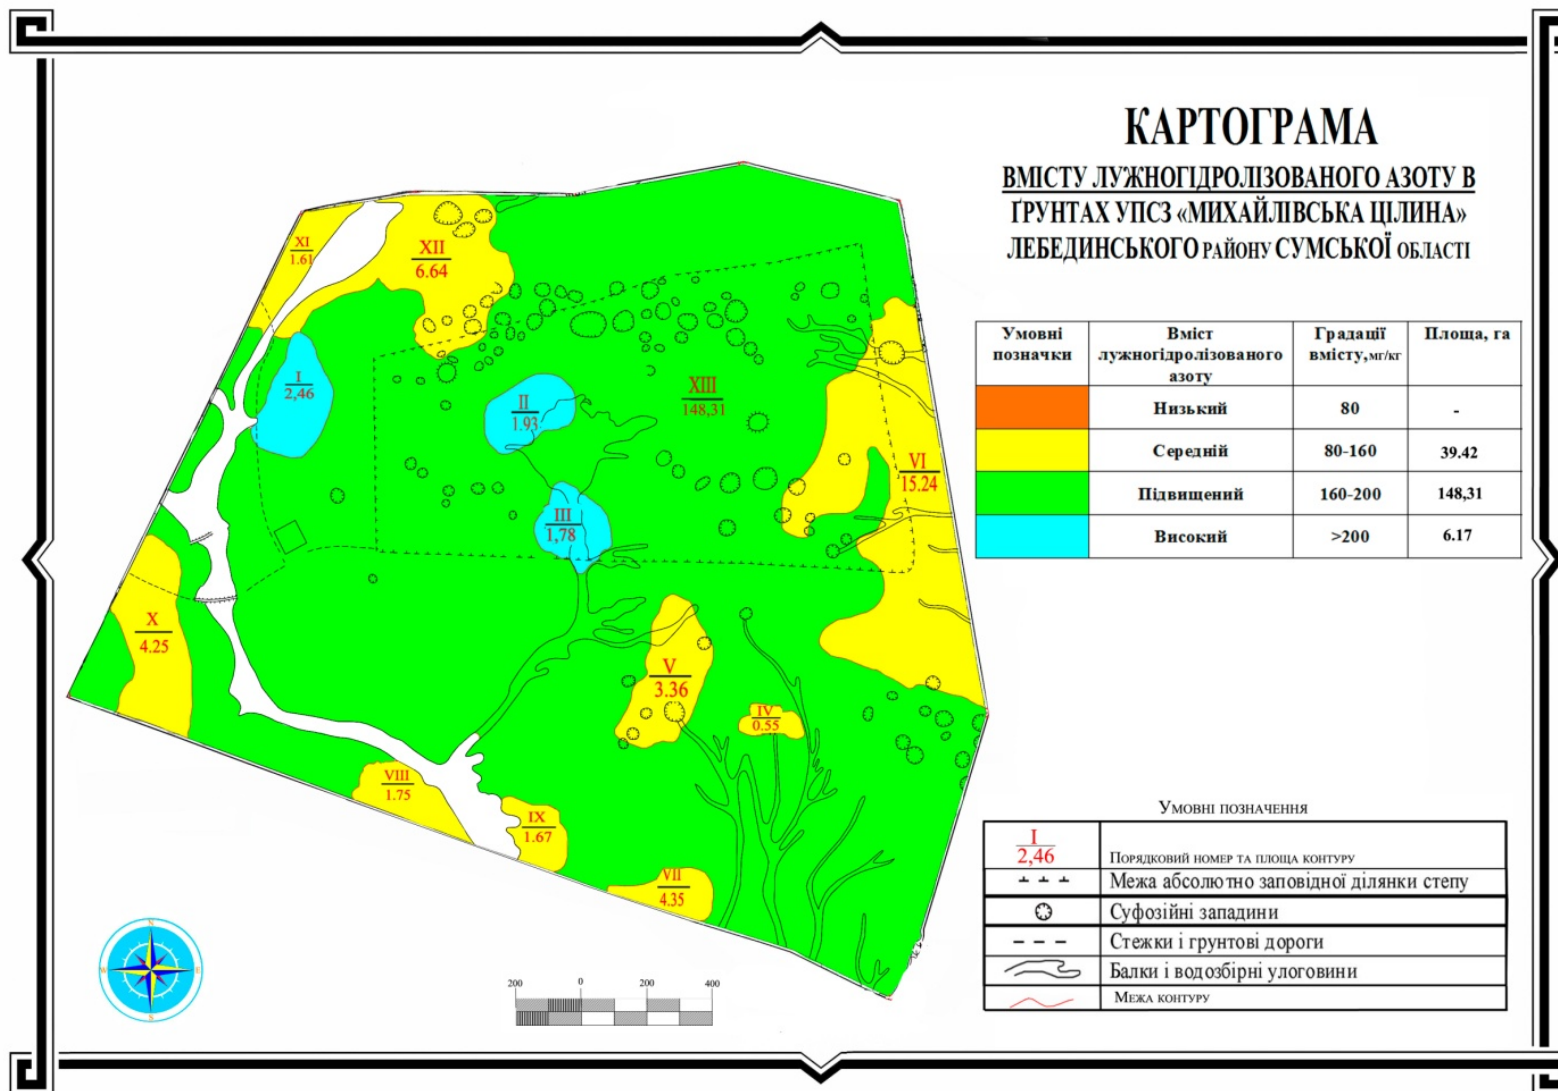 КАРТОГРАМА
ВМІСТУ ЛУЖНОГІДРОЛІЗОВАНОГО АЗОТУ В
ҐРУНТАХ УПСЗ «МИХАЙЛІВСЬКА ЦІЛИНА»
ЛЕБЕДИНСЬКОГО РАЙОНУ СУМСЬКОЇ ОБЛАСТІ
Умовні позначки
Вміст лужногідролізованого азоту
Градації вмісту,мг/кг
Площа, га
Низький 80 -
Середній 80-160 39.42
Підвищений 160-200 148,31
Високий >200 6.17
XI
1.61
XII
6.64
I
2,46
II
1.93
XIII
148,31
VI
15.24
III
1,78
X
4.25
V
3.36
IV
0.55
VIII
1.75
IX
1.67
VII
4.35
S
W
E
S
200 0 200 400
Умовні позначення
I
2,46
Порядковий номер та площа контуру
Межа абсолютно заповідної ділянки степу
Суфозійні западини
Стежки і грунтові дороги
Балки і водозбірні улоговини
Межа контуру